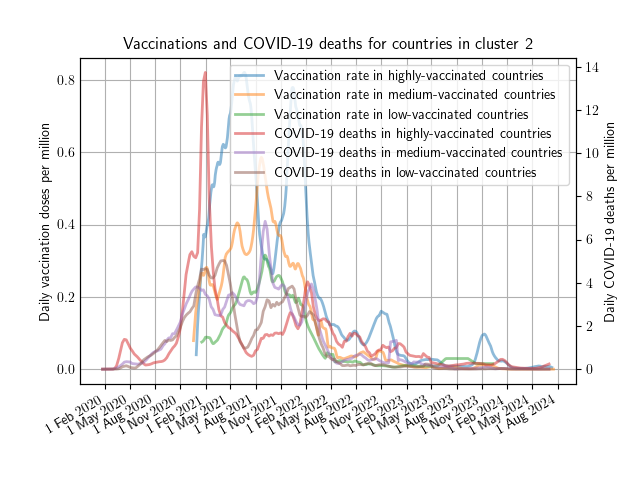 Vaccinations and COVID-19 deaths for countries in cluster 2
Vaccination rate in highly-vaccinated countries
Vaccination rate in medium-vaccinated countries
Vaccination rate in low-vaccinated countries
COVID-19 deaths in highly-vaccinated countries
COVID-19 deaths in medium-vaccinated countries
COVID-19 deaths in low-vaccinated countries
Daily vaccination doses per million
0.8
0.6
0.4
0.2
0.0
Daily COVID-19 deaths per million
14
12
10
8
6
4
2
0
1 Feb 2020
1 May 2020
1 Aug 2020
1 Nov 2020
1 Feb 2021
1 May 2021
1 Aug 2021
1 Nov 2021
1 Feb 2022
1 May 2022
1 Aug 2022
1 Nov 2022
1 Feb 2023
1 May 2023
1 Aug 2023
1 Nov 2023
1 Feb 2024
1 May 2024
1 Aug 2024